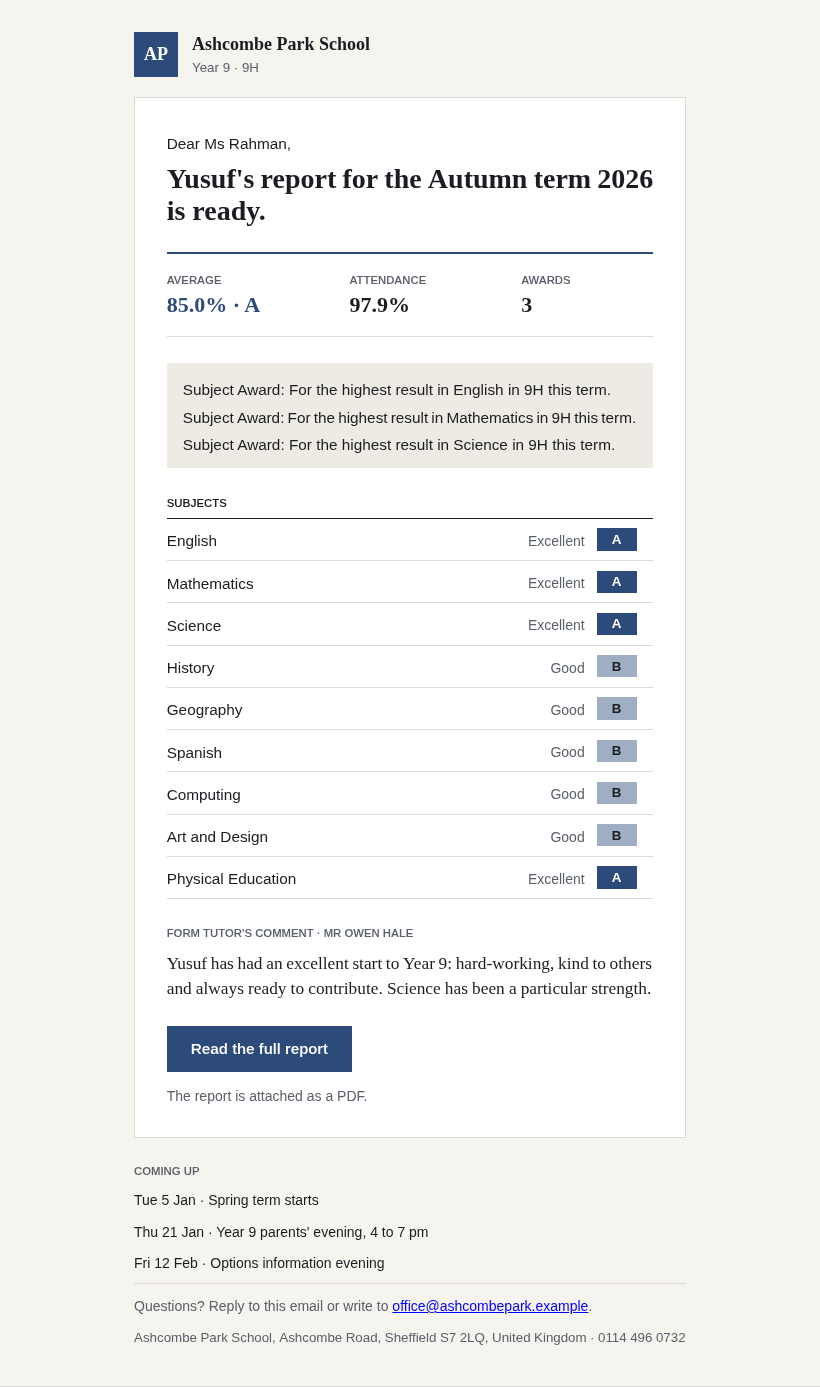 AP
Ashcombe Park School
Year 9 · 9H
Dear Ms Rahman,
Yusuf's report for the Autumn term 2026
is ready.
AVERAGE ATTENDANCE AWARDS
85.0% · A 97.9% 3
Subject Award: For the highest result in English in 9H this term.
Subject Award: For the highest result in Mathematics in 9H this term.
Subject Award: For the highest result in Science in 9H this term.
SUBJECTS
English Excellent A
Mathematics Excellent A
Science Excellent A
History Good B
Geography Good B
Spanish Good B
Computing Good B
Art and Design Good B
Physical Education Excellent A
FORM TUTOR'S COMMENT · MR OWEN HALE
Yusuf has had an excellent start to Year 9: hard-working, kind to others
and always ready to contribute. Science has been a particular strength.
Read the full report
The report is attached as a PDF.
COMING UP
Tue 5 Jan · Spring term starts
Thu 21 Jan · Year 9 parents' evening, 4 to 7 pm
Fri 12 Feb · Options information evening
Questions? Reply to this email or write to office@ashcombepark.example.
Ashcombe Park School, Ashcombe Road, Sheffield S7 2LQ, United Kingdom · 0114 496 0732